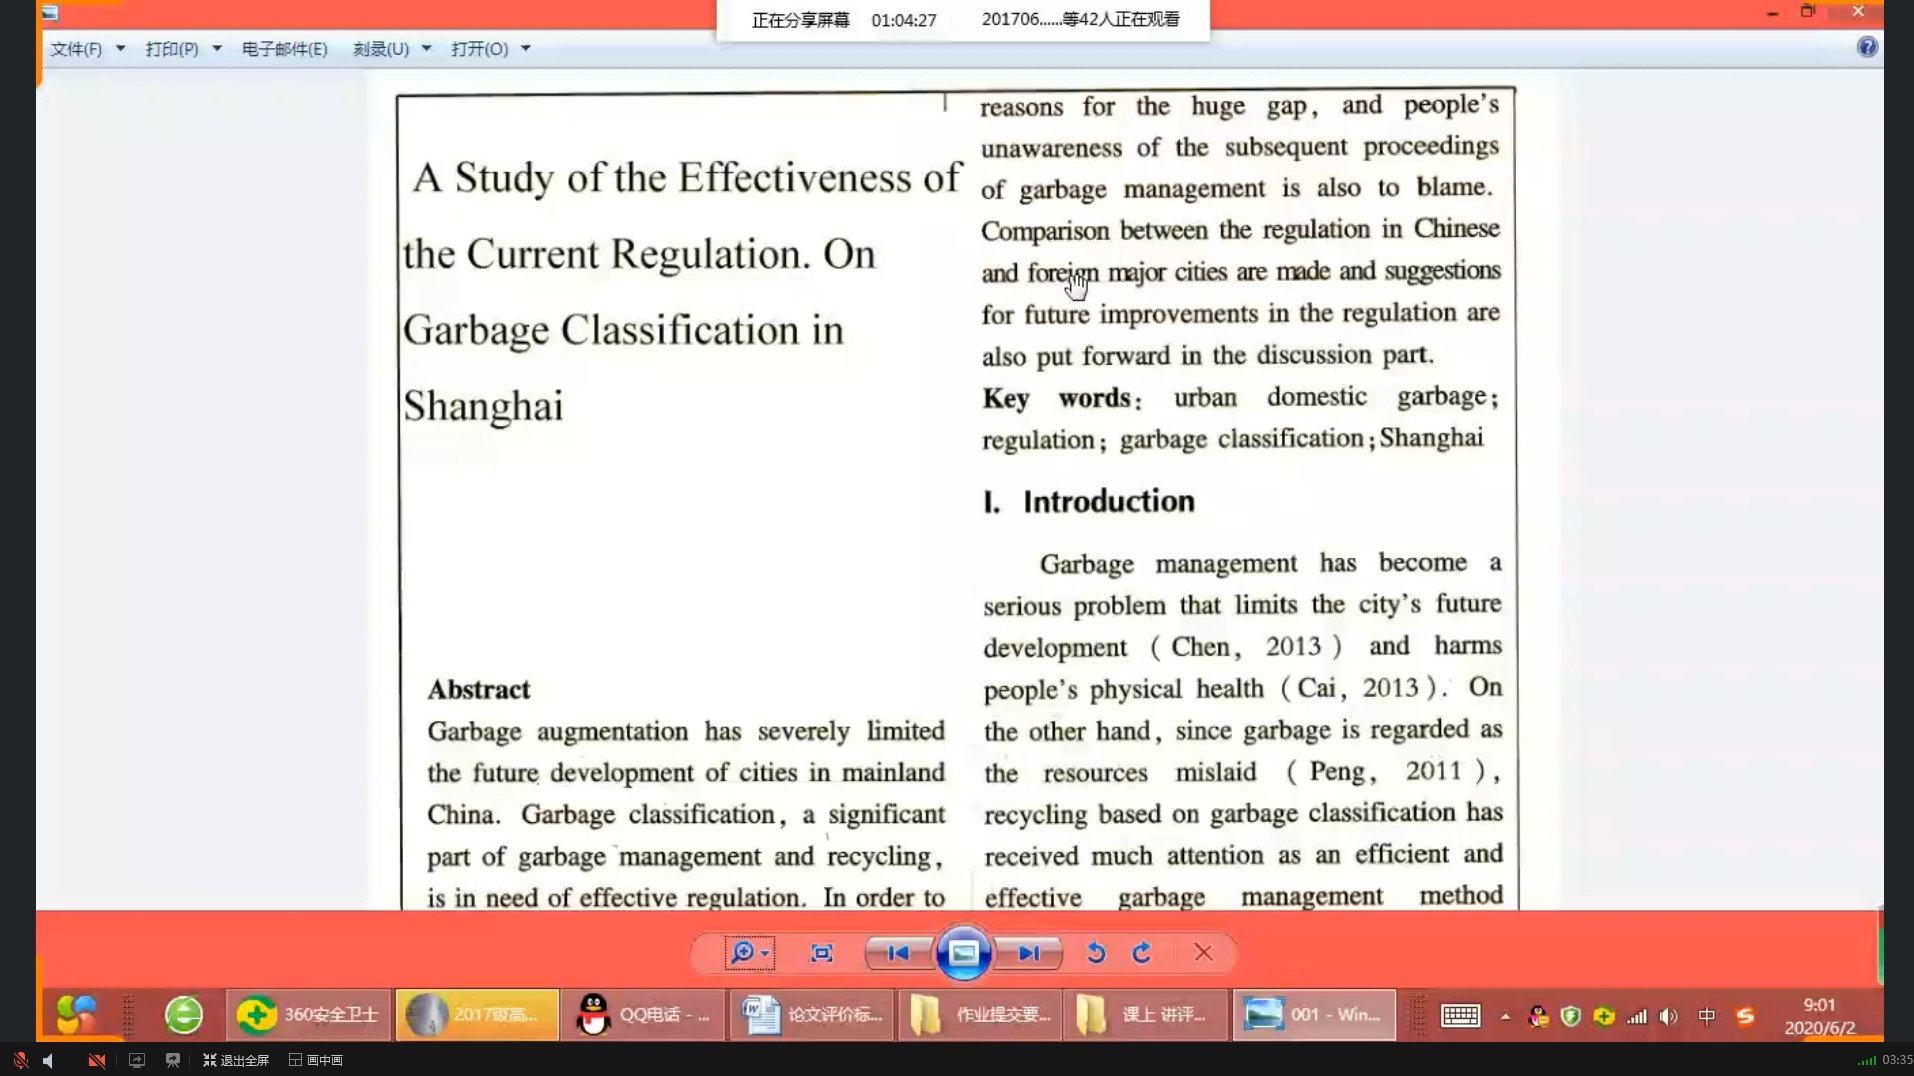 正在分享屏幕 01:04:27 201706......等42人正在观看
文件(F) 打印(P) 电子邮件(E) 刻录(U) 打开(O)
A Study of the Effectiveness of
the Current Regulation. On
Garbage Classification in
Shanghai
Abstract
Garbage augmentation has severely limited
the future development of cities in mainland
China. Garbage classification, a significant
part of garbage management and recycling,
is in need of effective regulation. In order to
reasons for the huge gap, and people's
unawareness of the subsequent proceedings
of garbage management is also to blame.
Comparison between the regulation in Chinese
and foreign major cities are made and suggestions
for future improvements in the regulation are
also put forward in the discussion part.
Key words: urban domestic garbage;
regulation; garbage classification;Shanghai
I. Introduction
Garbage management has become a
serious problem that limits the city's future
development (Chen, 2013) and harms
people's physical health (Cai, 2013). On
the other hand, since garbage is regarded as
the resources mislaid (Peng, 2011),
recycling based on garbage classification has
received much attention as an efficient and
effective garbage management method
360安全卫士 2017级高... QQ电话 - ... 论文评价标... 作业提交要... 课上 讲评... 001 - Win... 中 9:01
2020/6/2
退出全屏 画中画 03:35